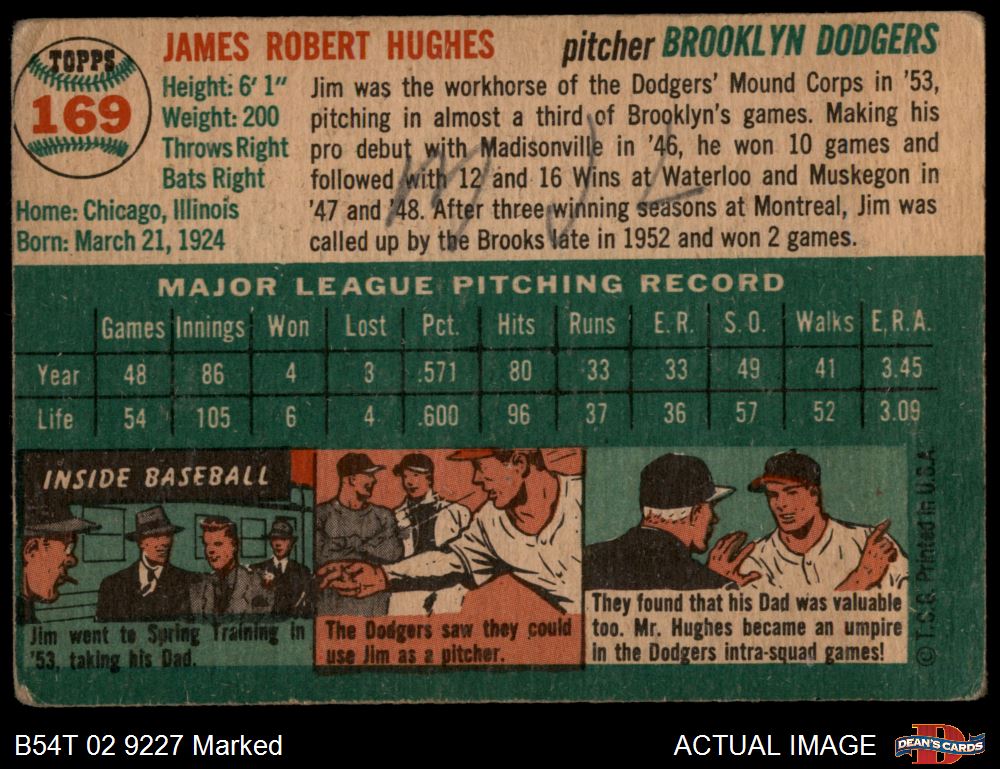 TOPPS
169
JAMES ROBERT HUGHES
pitcher BROOKLYN DODGERS
Height: 6' 1"
Weight: 200
Throws Right
Bats Right
Home: Chicago, Illinois
Born: March 21, 1924
Jim was the workhorse of the Dodgers' Mound Corps in '53,
pitching in almost a third of Brooklyn's games. Making his
pro debut with Madisonville in '46, he won 10 games and
followed with 12 and 16 Wins at Waterloo and Muskegon in
'47 and '48. After three winning seasons at Montreal, Jim was
called up by the Brooks late in 1952 and won 2 games.
MAJOR LEAGUE PITCHING RECORD
Games Innings Won Lost Pct. Hits Runs E.R. S.O. Walks E.R.A.
Year 48 86 4 3 .571 80 33 33 49 41 3.45
Life 54 105 6 4 .600 96 37 36 57 52 3.09
INSIDE BASEBALL
Jim went to Spring Training in
'53, taking his Dad.
The Dodgers saw they could
use Jim as a pitcher.
They found that his Dad was valuable
too. Mr. Hughes became an umpire
in the Dodgers intra-squad games!
© T.C.G. Printed in U.S.A.
B54T 02 9227 Marked
ACTUAL IMAGE
DEAN'S CARDS